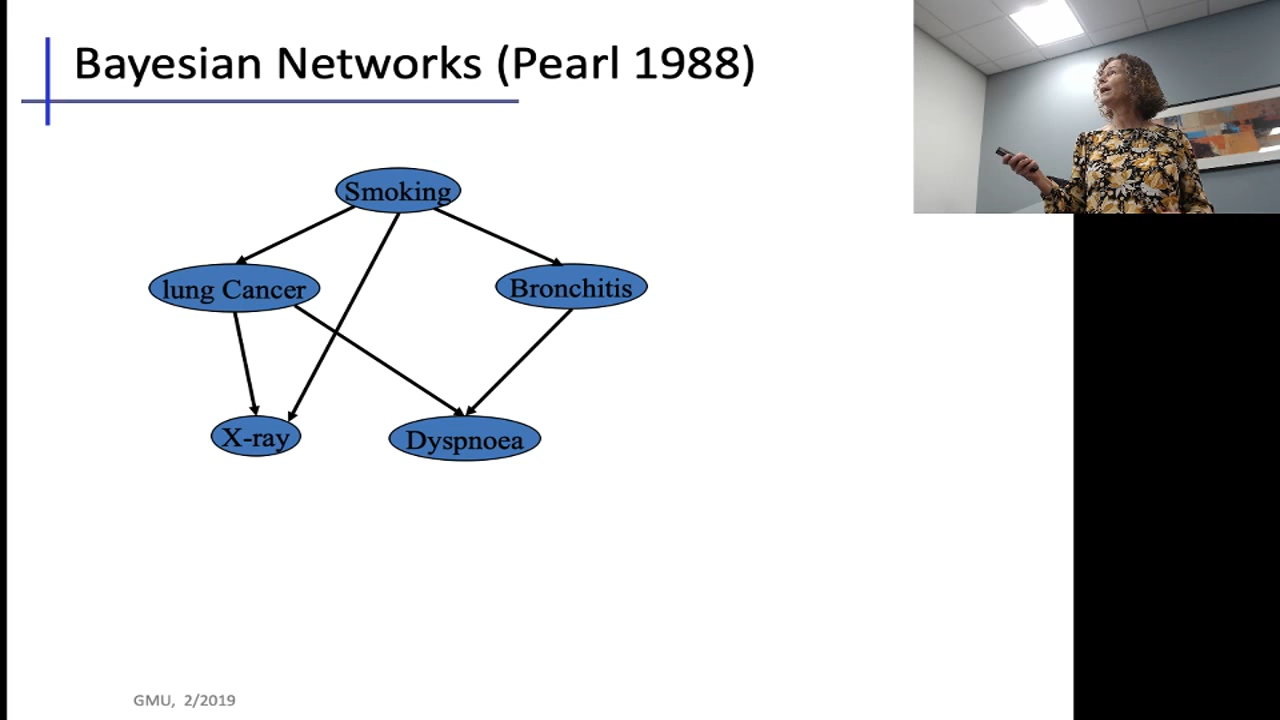 Bayesian Networks (Pearl 1988)
Smoking
lung Cancer
Bronchitis
X-ray
Dyspnoea
GMU, 2/2019